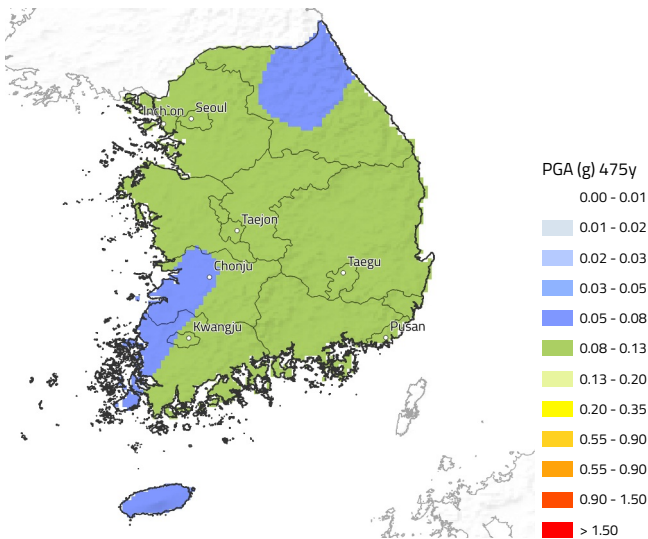 Inch'on
Seoul
Taejon
Chonju
Taegu
Kwangju
Pusan
PGA (g) 475y
0.00 - 0.01
0.01 - 0.02
0.02 - 0.03
0.03 - 0.05
0.05 - 0.08
0.08 - 0.13
0.13 - 0.20
0.20 - 0.35
0.55 - 0.90
0.55 - 0.90
0.90 - 1.50
> 1.50